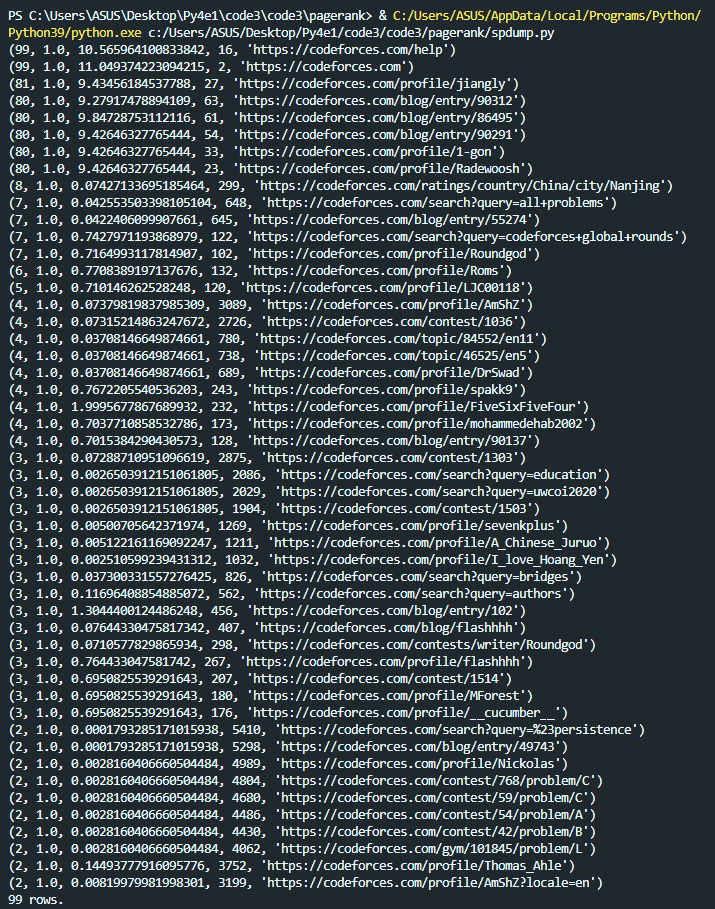 PS C:\Users\ASUS\Desktop\Py4e1\code3\code3\pagerank> & C:/Users/ASUS/AppData/Local/Programs/Python/
Python39/python.exe c:/Users/ASUS/Desktop/Py4e1/code3/code3/pagerank/spdump.py
(99, 1.0, 10.565964100833842, 16, 'https://codeforces.com/help')
(99, 1.0, 11.049374223094215, 2, 'https://codeforces.com')
(81, 1.0, 9.43456184537788, 27, 'https://codeforces.com/profile/jiangly')
(80, 1.0, 9.27917478894109, 63, 'https://codeforces.com/blog/entry/90312')
(80, 1.0, 9.84728753112116, 61, 'https://codeforces.com/blog/entry/86495')
(80, 1.0, 9.42646327765444, 54, 'https://codeforces.com/blog/entry/90291')
(80, 1.0, 9.42646327765444, 33, 'https://codeforces.com/profile/1-gon')
(80, 1.0, 9.42646327765444, 23, 'https://codeforces.com/profile/Radewoosh')
(8, 1.0, 0.07427133695185464, 299, 'https://codeforces.com/ratings/country/China/city/Nanjing')
(7, 1.0, 0.042553503398105104, 648, 'https://codeforces.com/search?query=all+problems')
(7, 1.0, 0.0422406099907661, 645, 'https://codeforces.com/blog/entry/55274')
(7, 1.0, 0.7427971193868979, 122, 'https://codeforces.com/search?query=codeforces+global+rounds')
(7, 1.0, 0.7164993117814907, 102, 'https://codeforces.com/profile/Roundgod')
(6, 1.0, 0.7708389197137676, 132, 'https://codeforces.com/profile/Roms')
(5, 1.0, 0.710146262528248, 120, 'https://codeforces.com/profile/LJC00118')
(4, 1.0, 0.07379819837985309, 3089, 'https://codeforces.com/profile/AmShZ')
(4, 1.0, 0.07315214863247672, 2726, 'https://codeforces.com/contest/1036')
(4, 1.0, 0.03708146649874661, 780, 'https://codeforces.com/topic/84552/en11')
(4, 1.0, 0.03708146649874661, 738, 'https://codeforces.com/topic/46525/en5')
(4, 1.0, 0.03708146649874661, 689, 'https://codeforces.com/profile/DrSwad')
(4, 1.0, 0.7672205540536203, 243, 'https://codeforces.com/profile/spakk9')
(4, 1.0, 1.9995677867689932, 232, 'https://codeforces.com/profile/FiveSixFiveFour')
(4, 1.0, 0.7037710858532786, 173, 'https://codeforces.com/profile/mohammedehab2002')
(4, 1.0, 0.7015384290430573, 128, 'https://codeforces.com/blog/entry/90137')
(3, 1.0, 0.07288710951096619, 2875, 'https://codeforces.com/contest/1303')
(3, 1.0, 0.0026503912151061805, 2086, 'https://codeforces.com/search?query=education')
(3, 1.0, 0.0026503912151061805, 2029, 'https://codeforces.com/search?query=uwcoi2020')
(3, 1.0, 0.0026503912151061805, 1904, 'https://codeforces.com/contest/1503')
(3, 1.0, 0.00500705642371974, 1269, 'https://codeforces.com/profile/sevenkplus')
(3, 1.0, 0.005122161169092247, 1211, 'https://codeforces.com/profile/A_Chinese_Juruo')
(3, 1.0, 0.002510599239431312, 1032, 'https://codeforces.com/profile/I_love_Hoang_Yen')
(3, 1.0, 0.037300331557276425, 826, 'https://codeforces.com/search?query=bridges')
(3, 1.0, 0.11696408854885072, 562, 'https://codeforces.com/search?query=authors')
(3, 1.0, 1.3044400124486248, 456, 'https://codeforces.com/blog/entry/102')
(3, 1.0, 0.07644330475817342, 407, 'https://codeforces.com/blog/flashhhh')
(3, 1.0, 0.0710577829865934, 298, 'https://codeforces.com/contests/writer/Roundgod')
(3, 1.0, 0.764433047581742, 267, 'https://codeforces.com/profile/flashhhh')
(3, 1.0, 0.6950825539291643, 207, 'https://codeforces.com/contest/1514')
(3, 1.0, 0.6950825539291643, 180, 'https://codeforces.com/profile/MForest')
(3, 1.0, 0.6950825539291643, 176, 'https://codeforces.com/profile/__cucumber__')
(2, 1.0, 0.0001793285171015938, 5410, 'https://codeforces.com/search?query=%23persistence')
(2, 1.0, 0.0001793285171015938, 5298, 'https://codeforces.com/blog/entry/49743')
(2, 1.0, 0.0028160406660504484, 4989, 'https://codeforces.com/profile/Nickolas')
(2, 1.0, 0.0028160406660504484, 4804, 'https://codeforces.com/contest/768/problem/C')
(2, 1.0, 0.0028160406660504484, 4680, 'https://codeforces.com/contest/59/problem/C')
(2, 1.0, 0.0028160406660504484, 4486, 'https://codeforces.com/contest/54/problem/A')
(2, 1.0, 0.0028160406660504484, 4430, 'https://codeforces.com/contest/42/problem/B')
(2, 1.0, 0.0028160406660504484, 4062, 'https://codeforces.com/gym/101845/problem/L')
(2, 1.0, 0.14493777916095776, 3752, 'https://codeforces.com/profile/Thomas_Ahle')
(2, 1.0, 0.00819979981998301, 3199, 'https://codeforces.com/profile/AmShZ?locale=en')
99 rows.